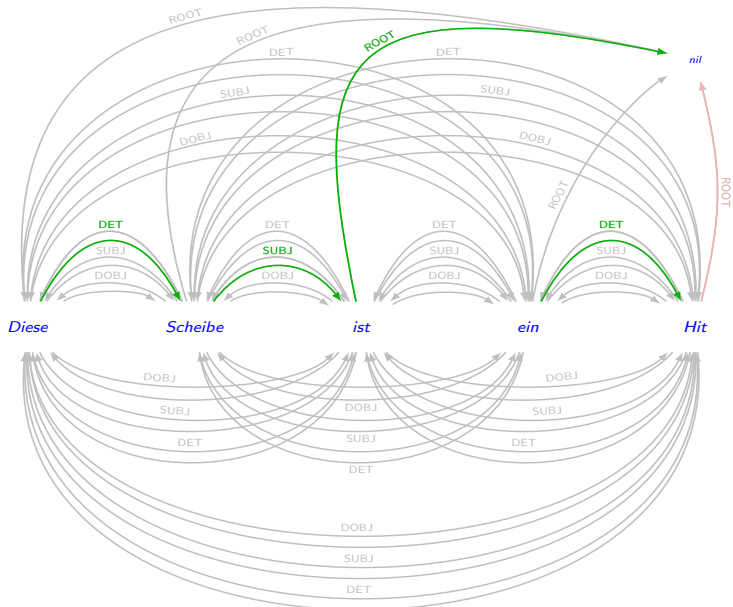 ROOT
ROOT
ROOT
DET DET
nil
SUBJ SUBJ
DOBJ DOBJ
ROOT ROOT
DET DET DET DET
SUBJ SUBJ SUBJ SUBJ
DOBJ DOBJ DOBJ DOBJ
Diese Scheibe ist ein Hit
DOBJ DOBJ
SUBJ DOBJ SUBJ
DET SUBJ DET
DET
DOBJ
SUBJ
DET